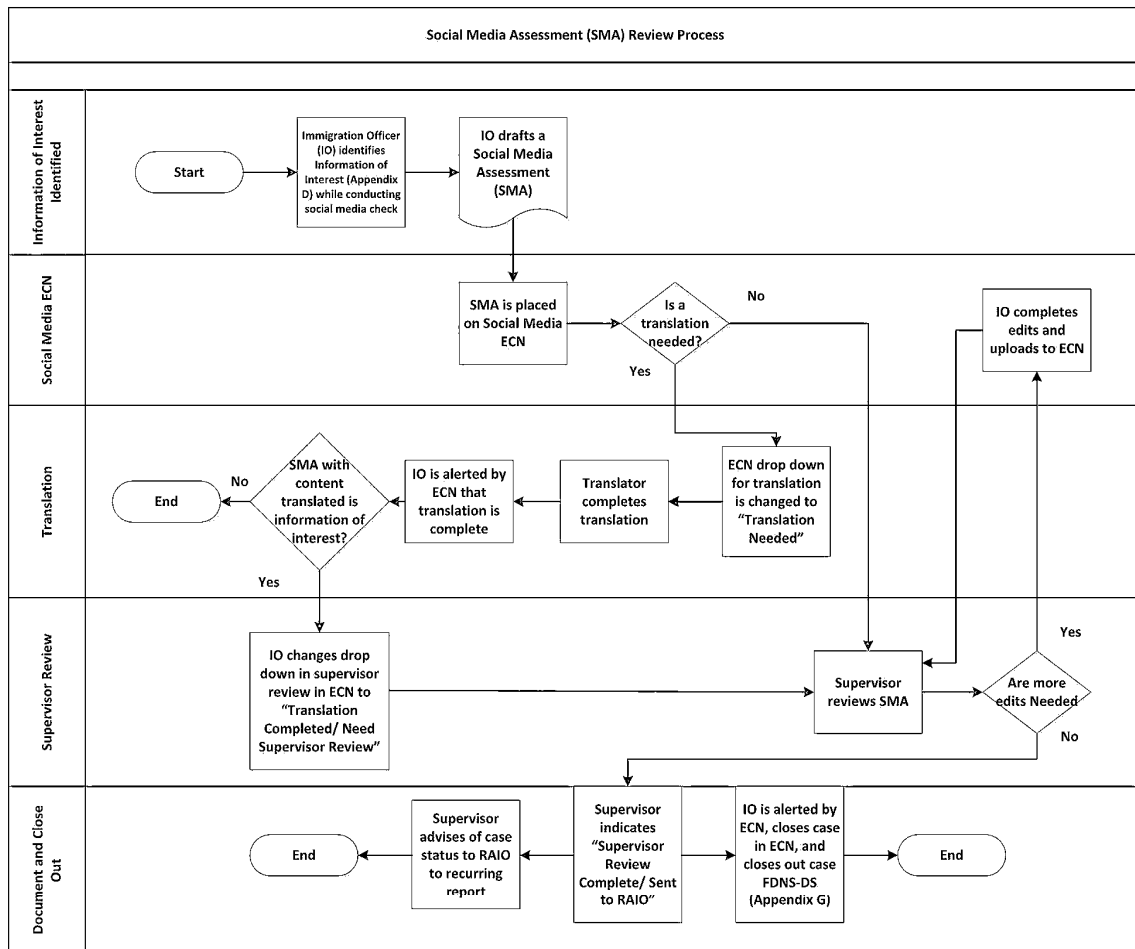 Social Media Assessment (SMA) Review Process
Information of Interest
Identified
Start
Immigration Officer
(IO) identifies
Information of
Interest (Appendix
D) while conducting
social media check
IO drafts a
Social Media
Assessment
(SMA)
Social Media ECN
SMA is placed
on Social Media
ECN
Is a
translation
needed?
No
Yes
IO completes
edits and
uploads to ECN
Translation
End
No
SMA with
content
translated is
information of
interest?
Yes
IO is alerted by
ECN that
translation is
complete
Translator
completes
translation
ECN drop down
for translation
is changed to
“Translation
Needed”
Supervisor Review
IO changes drop
down in supervisor
review in ECN to
“Translation
Completed/ Need
Supervisor Review”
Supervisor
reviews SMA
Are more
edits Needed
Yes
No
Document and Close
Out
End
Supervisor
advises of case
status to RAIO
to recurring
report
Supervisor
indicates
“Supervisor
Review
Complete/ Sent
to RAIO”
IO is alerted by
ECN, closes case
in ECN, and
closes out case
FDNS-DS
(Appendix G)
End